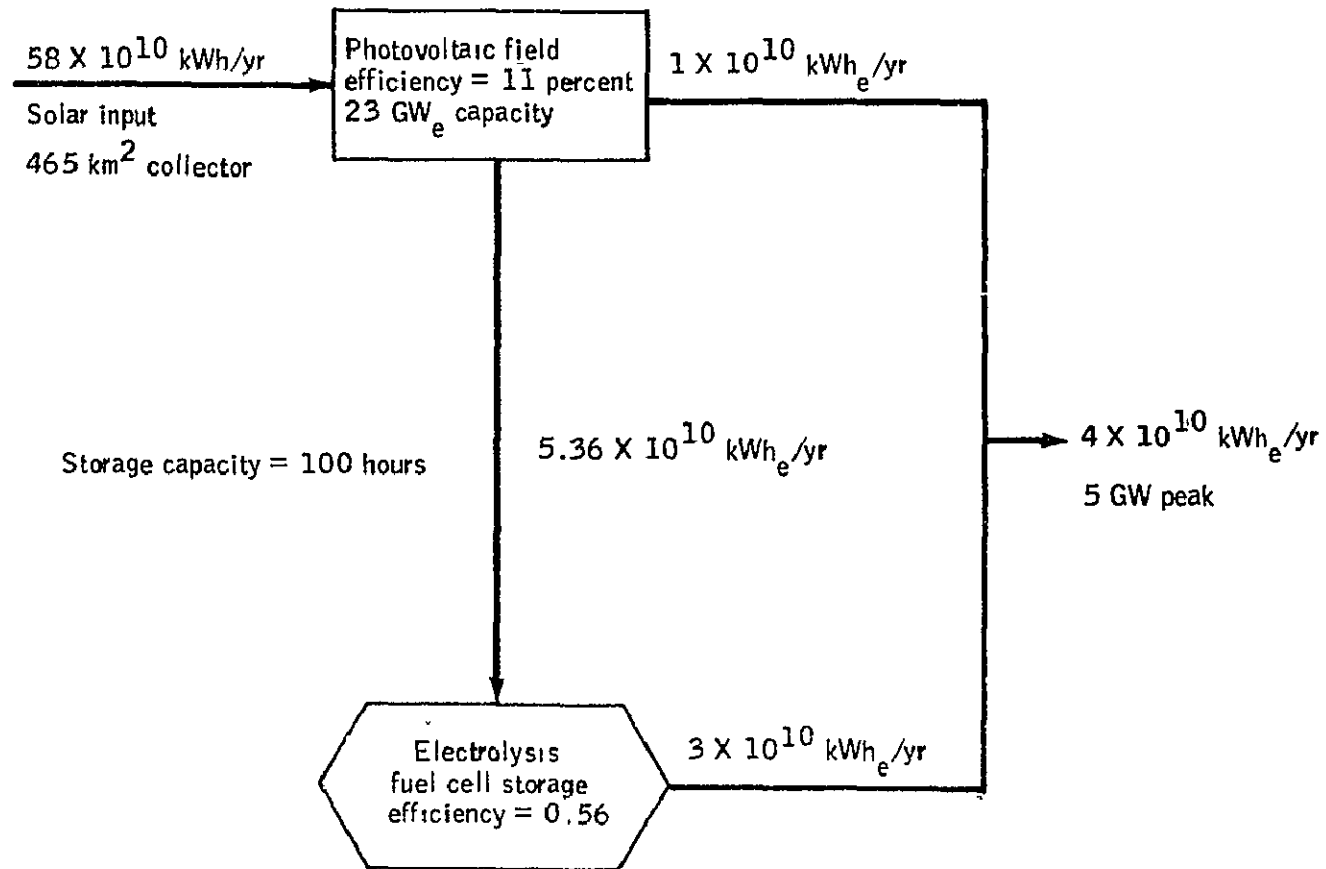 58 X 10^10 kWh/yr
Solar input
465 km^2 collector
Photovoltaic field
efficiency = 11 percent
23 GW_e capacity
1 X 10^10 kWh_e/yr
Storage capacity = 100 hours
5.36 X 10^10 kWh_e/yr
4 X 10^10 kWh_e/yr
5 GW peak
Electrolysis
fuel cell storage
efficiency = 0.56
3 X 10^10 kWh_e/yr